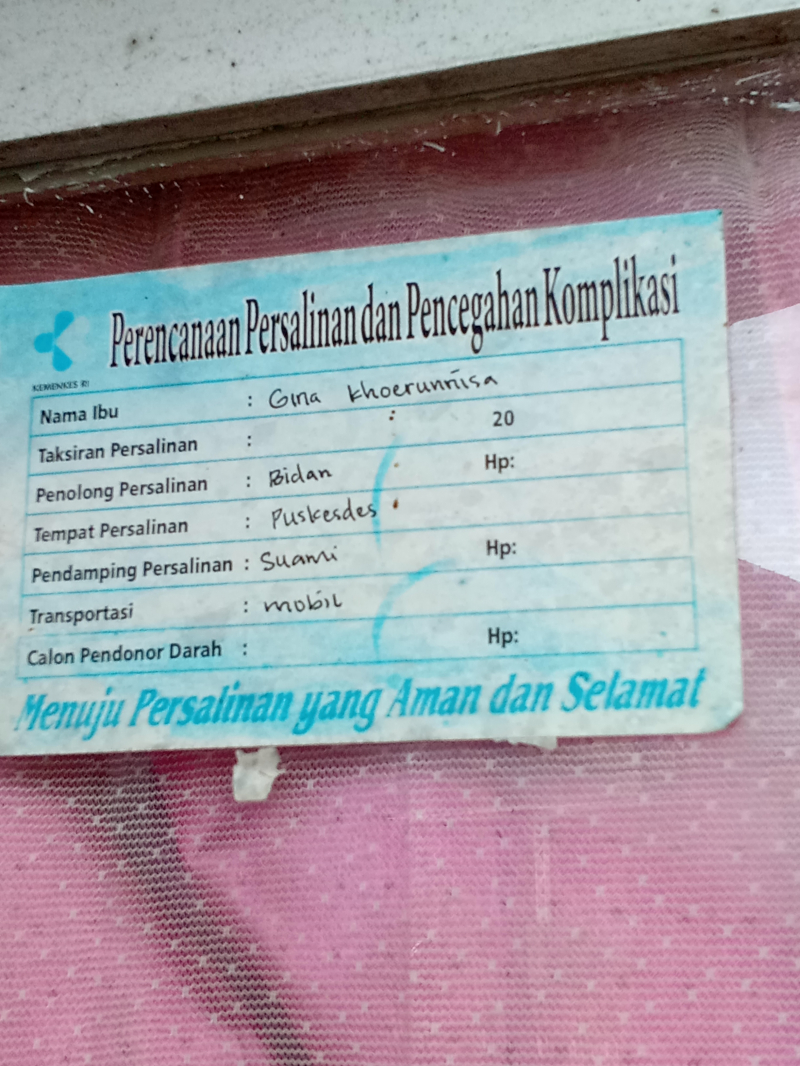 Perencanaan Persalinan dan Pencegahan Komplikasi
KEMENKES RI
Nama Ibu : Gina Khoerunnisa
Taksiran Persalinan : : 20
Penolong Persalinan : Bidan Hp:
Tempat Persalinan : Puskesdes
Pendamping Persalinan : Suami Hp:
Transportasi : mobil
Calon Pendonor Darah : Hp:
Menuju Persalinan yang Aman dan Selamat